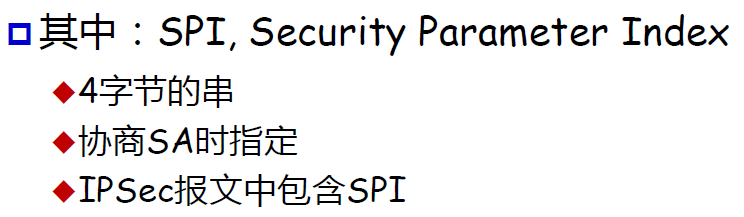 其中：SPI, Security Parameter Index
4字节的串
协商SA时指定
IPSec报文中包含SPI